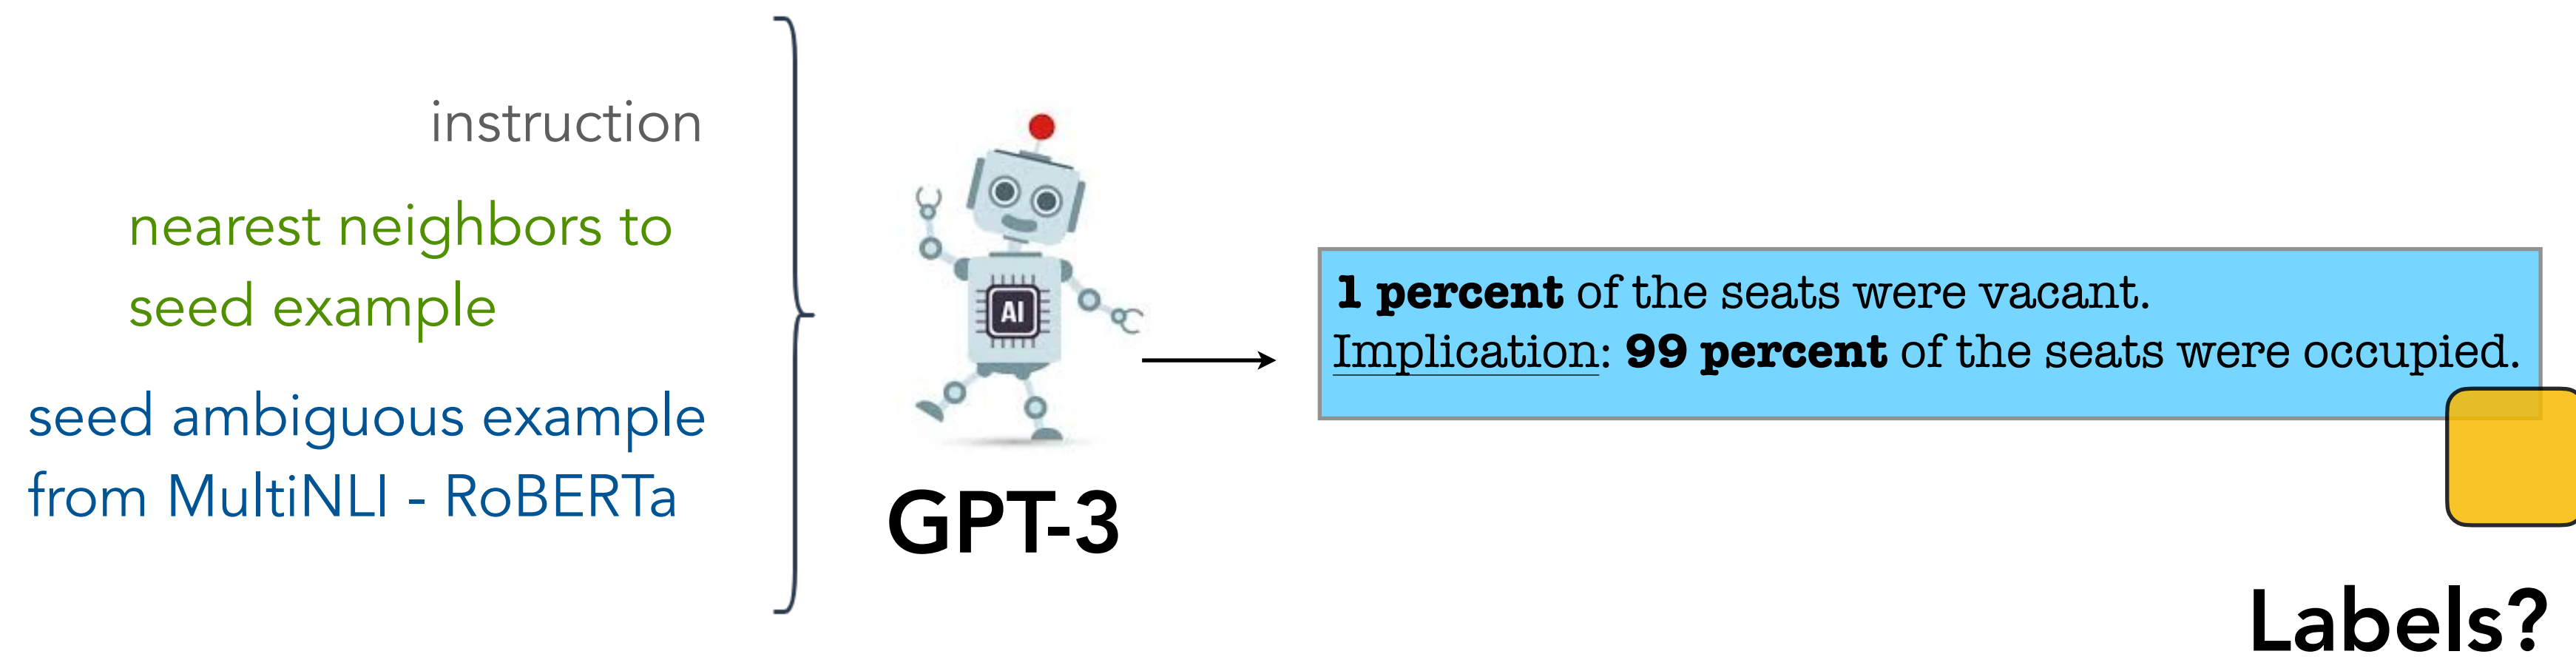 instruction
nearest neighbors to
seed example
seed ambiguous example
from MultiNLI - RoBERTa
AI
GPT-3
1 percent of the seats were vacant.
Implication: 99 percent of the seats were occupied.
Labels?